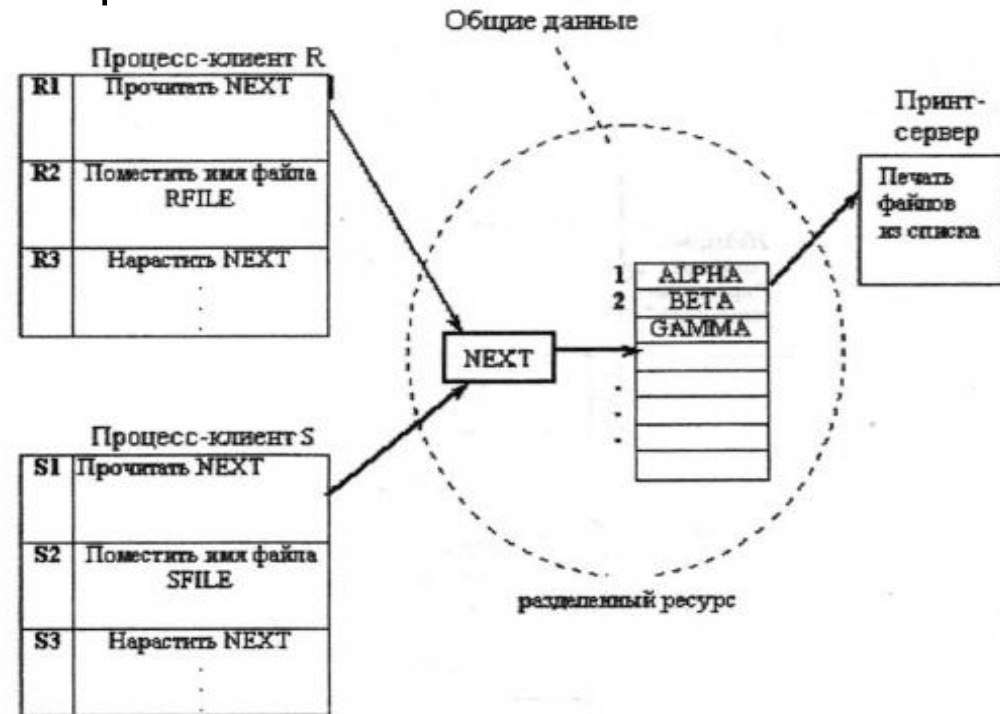 Общие данные
Процесс-клиент R
R1 Прочитать NEXT
R2 Поместить имя файла
RFILE
R3 Нарастить NEXT
Принт-
сервер
Печать
файлов
из списка
1 ALPHA
2 BETA
GAMMA
NEXT
Процесс-клиент S
S1 Прочитать NEXT
S2 Поместить имя файла
SFILE
S3 Нарастить NEXT
разделенный ресурс